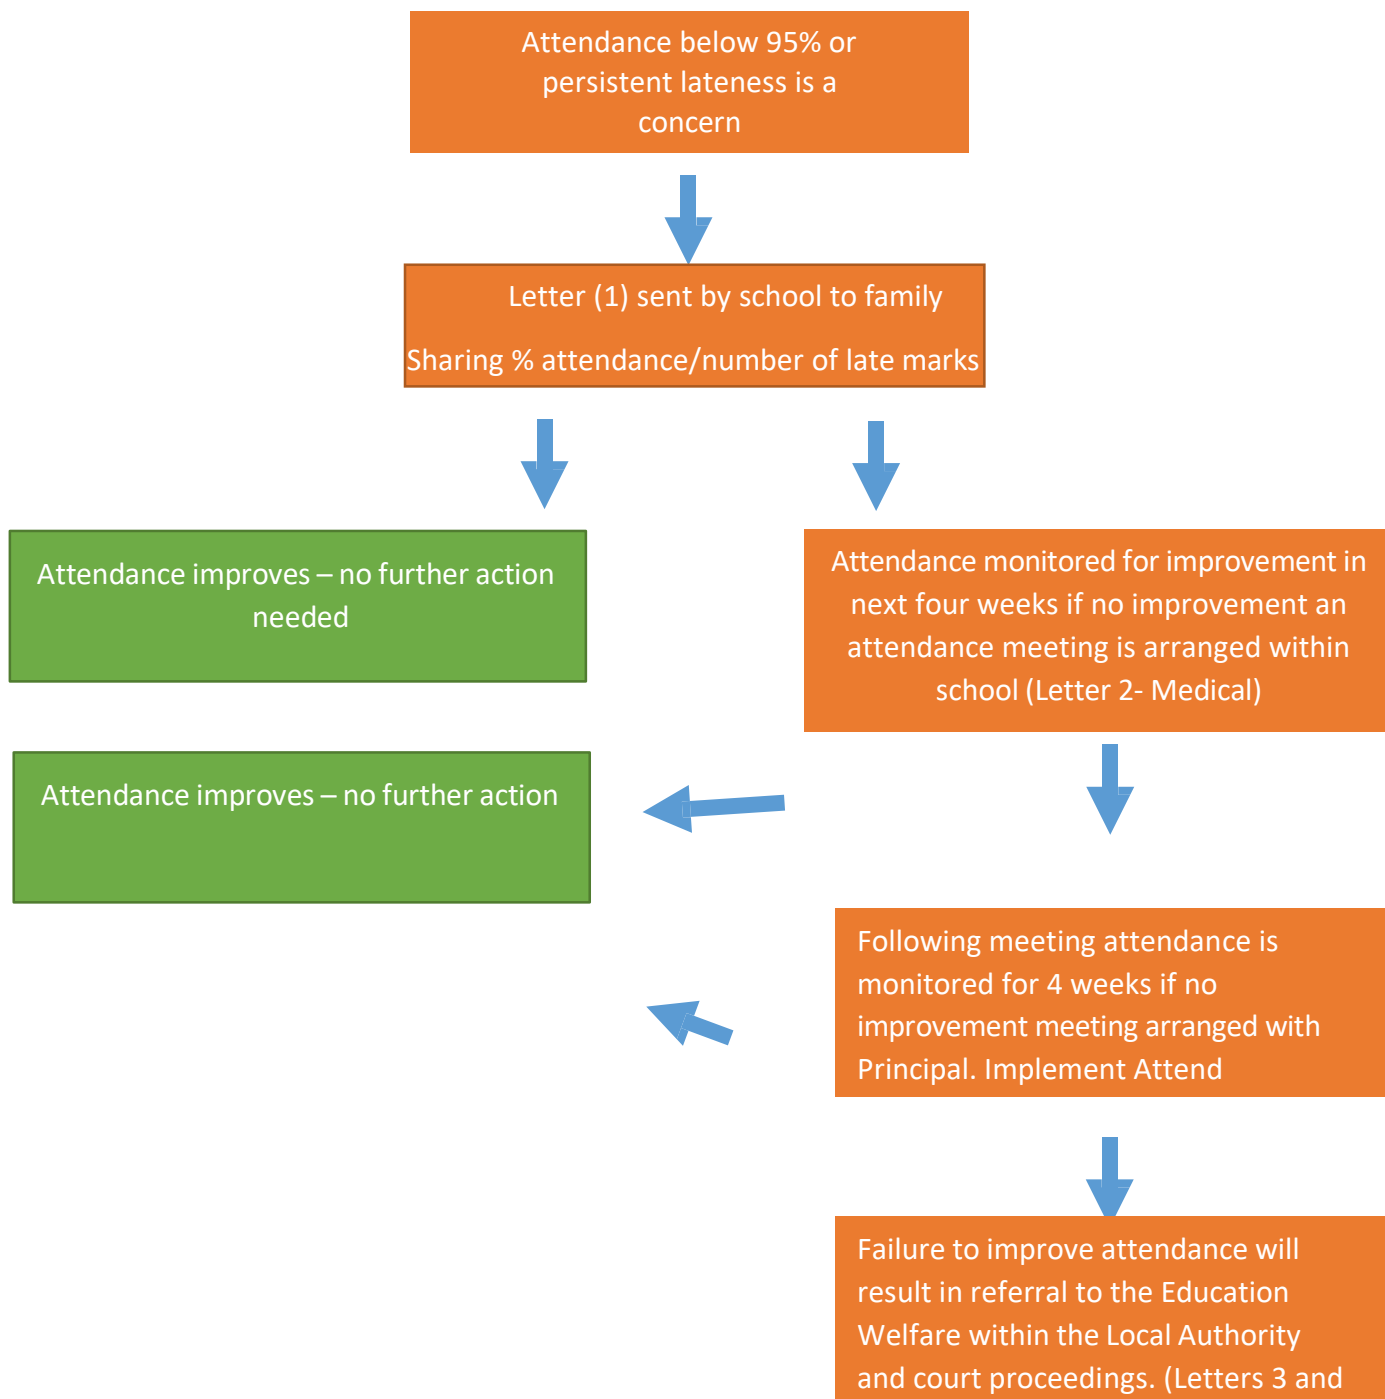 Attendance below 95% or
persistent lateness is a
concern
Letter (1) sent by school to family
Sharing % attendance/number of late marks
Attendance improves – no further action
needed
Attendance monitored for improvement in
next four weeks if no improvement an
attendance meeting is arranged within
school (Letter 2- Medical)
Attendance improves – no further action
Following meeting attendance is
monitored for 4 weeks if no
improvement meeting arranged with
Principal. Implement Attend
Failure to improve attendance will
result in referral to the Education
Welfare within the Local Authority
and court proceedings. (Letters 3 and